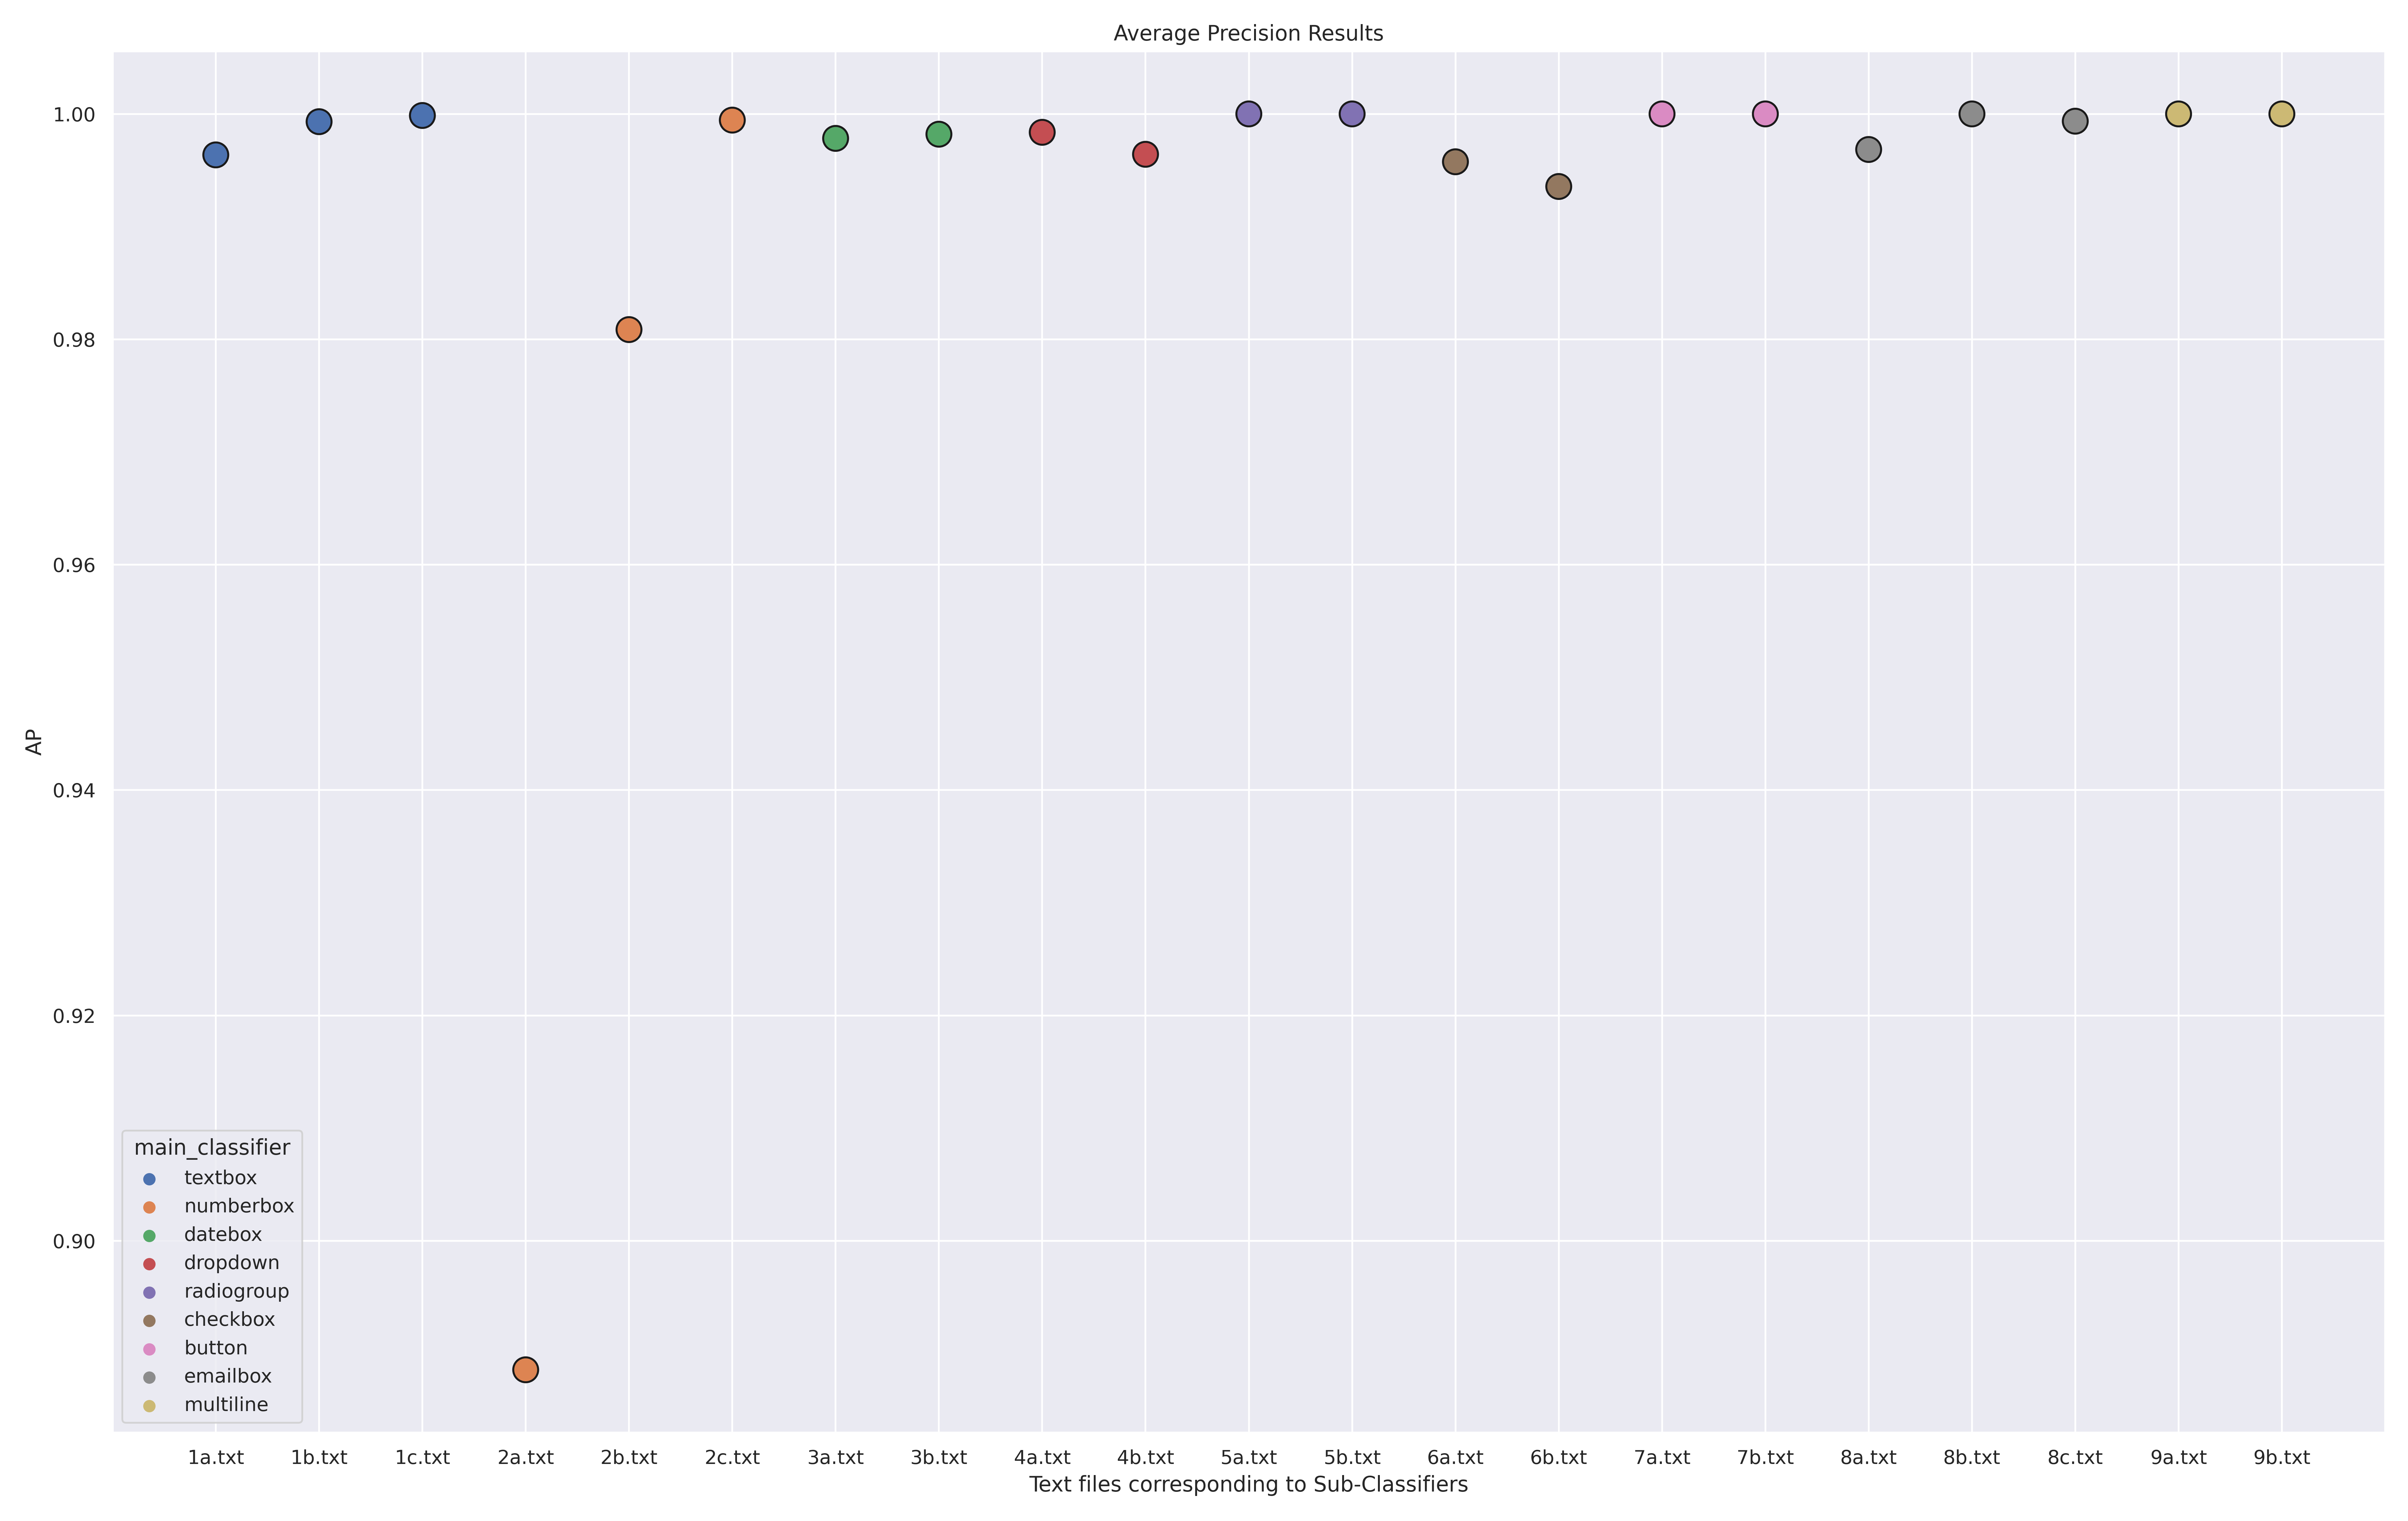 Average Precision Results
1.00
0.98
0.96
0.94
0.92
0.90
AP
main_classifier
textbox
numberbox
datebox
dropdown
radiogroup
checkbox
button
emailbox
multiline
1a.txt 1b.txt 1c.txt 2a.txt 2b.txt 2c.txt 3a.txt 3b.txt 4a.txt 4b.txt 5a.txt 5b.txt 6a.txt 6b.txt 7a.txt 7b.txt 8a.txt 8b.txt 8c.txt 9a.txt 9b.txt
Text files corresponding to Sub-Classifiers